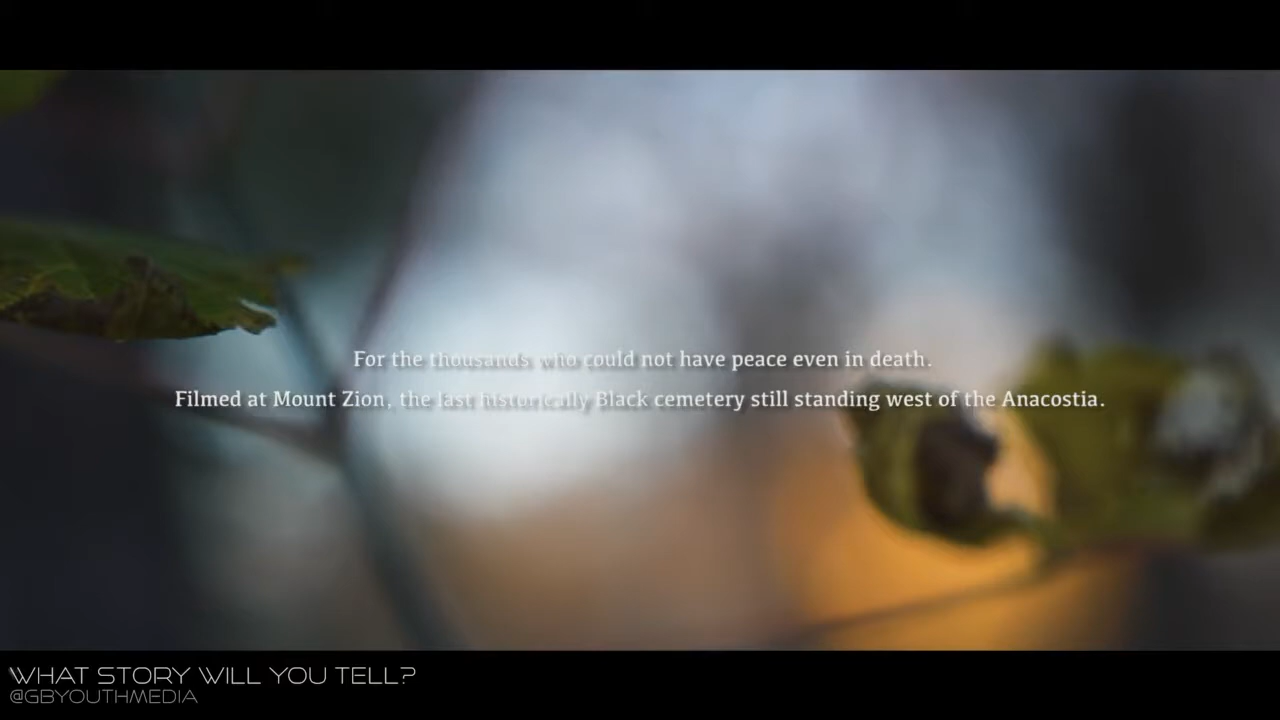 For the thousands who could not have peace even in death.
Filmed at Mount Zion, the last historically Black cemetery still standing west of the Anacostia.
WHAT STORY WILL YOU TELL?
@GBYOUTHMEDIA